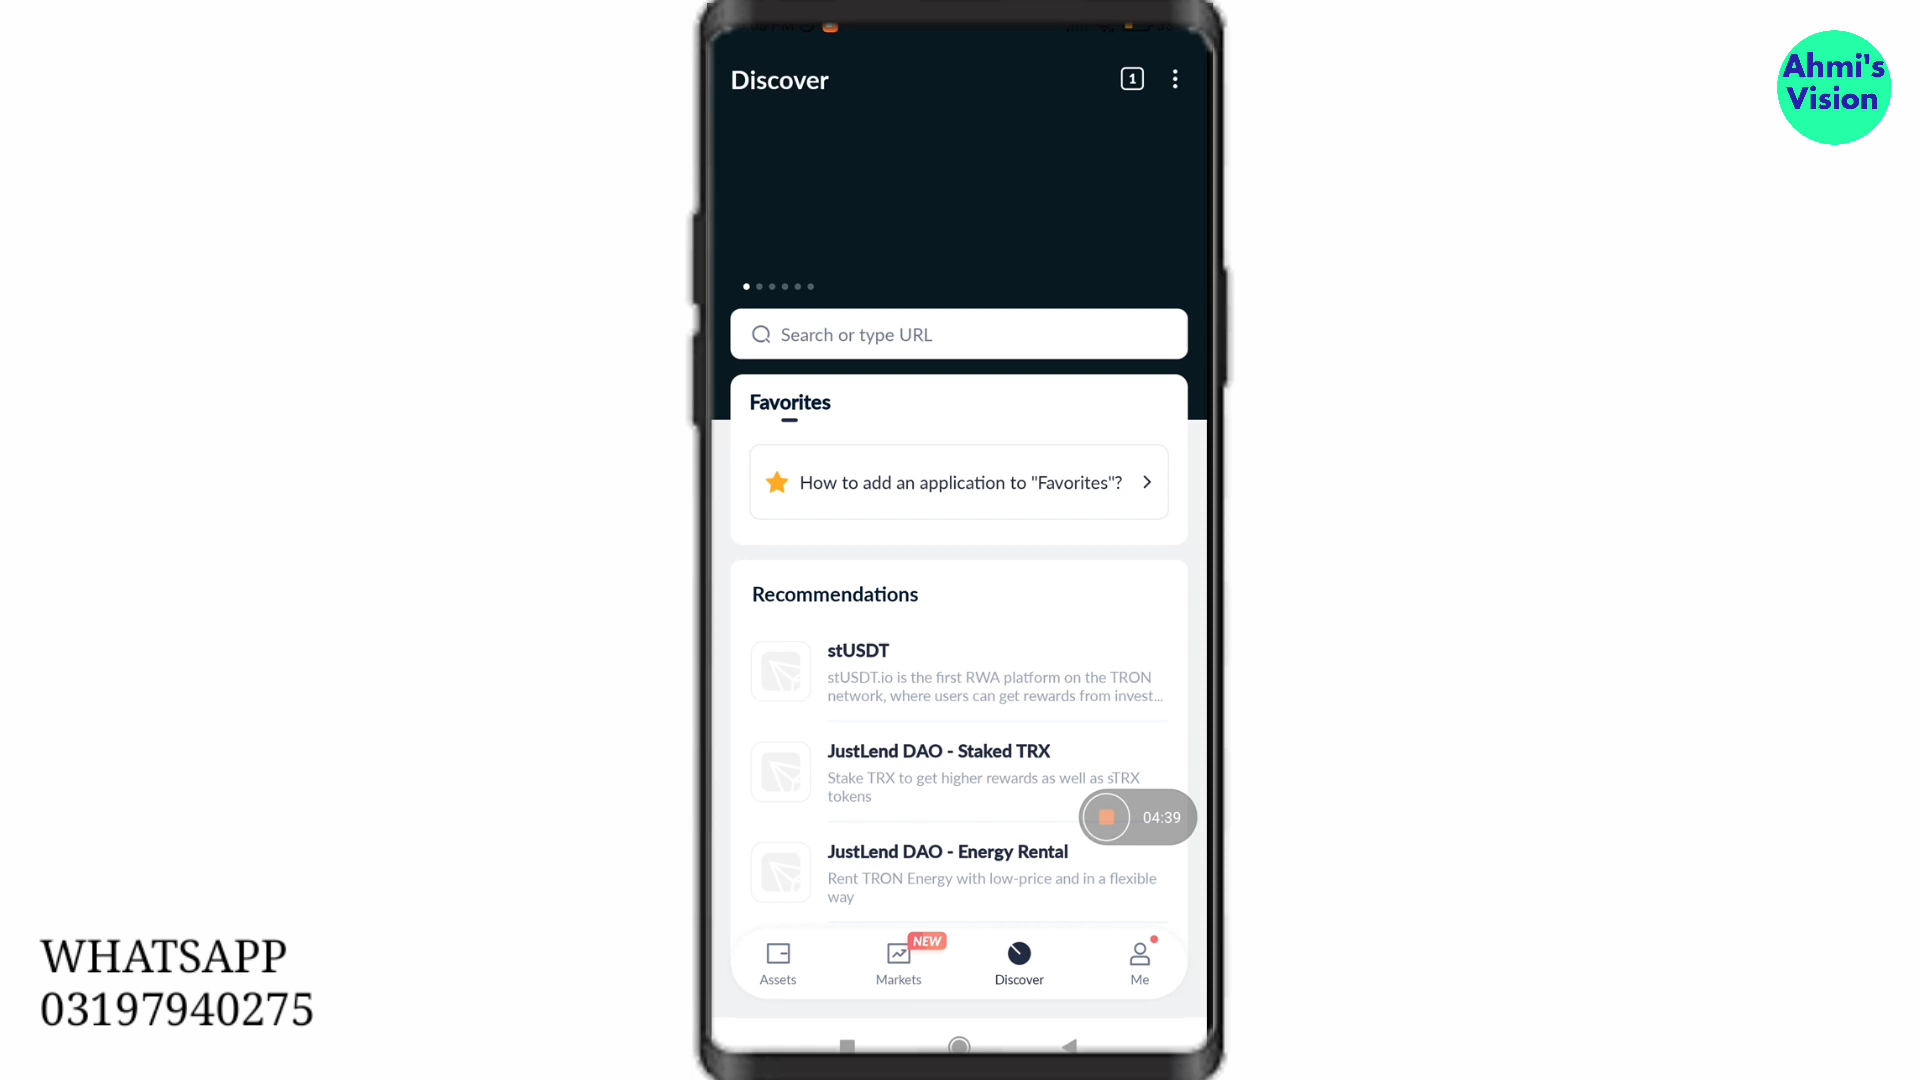 Discover
1
Ahmi's
Vision
Search or type URL
Favorites
How to add an application to "Favorites"?
Recommendations
stUSDT
stUSDT.io is the first RWA platform on the TRON
network, where users can get rewards from invest...
JustLend DAO - Staked TRX
Stake TRX to get higher rewards as well as sTRX
tokens
04:39
JustLend DAO - Energy Rental
Rent TRON Energy with low-price and in a flexible
way
NEW
Assets
Markets
Discover
Me
WHATSAPP
03197940275